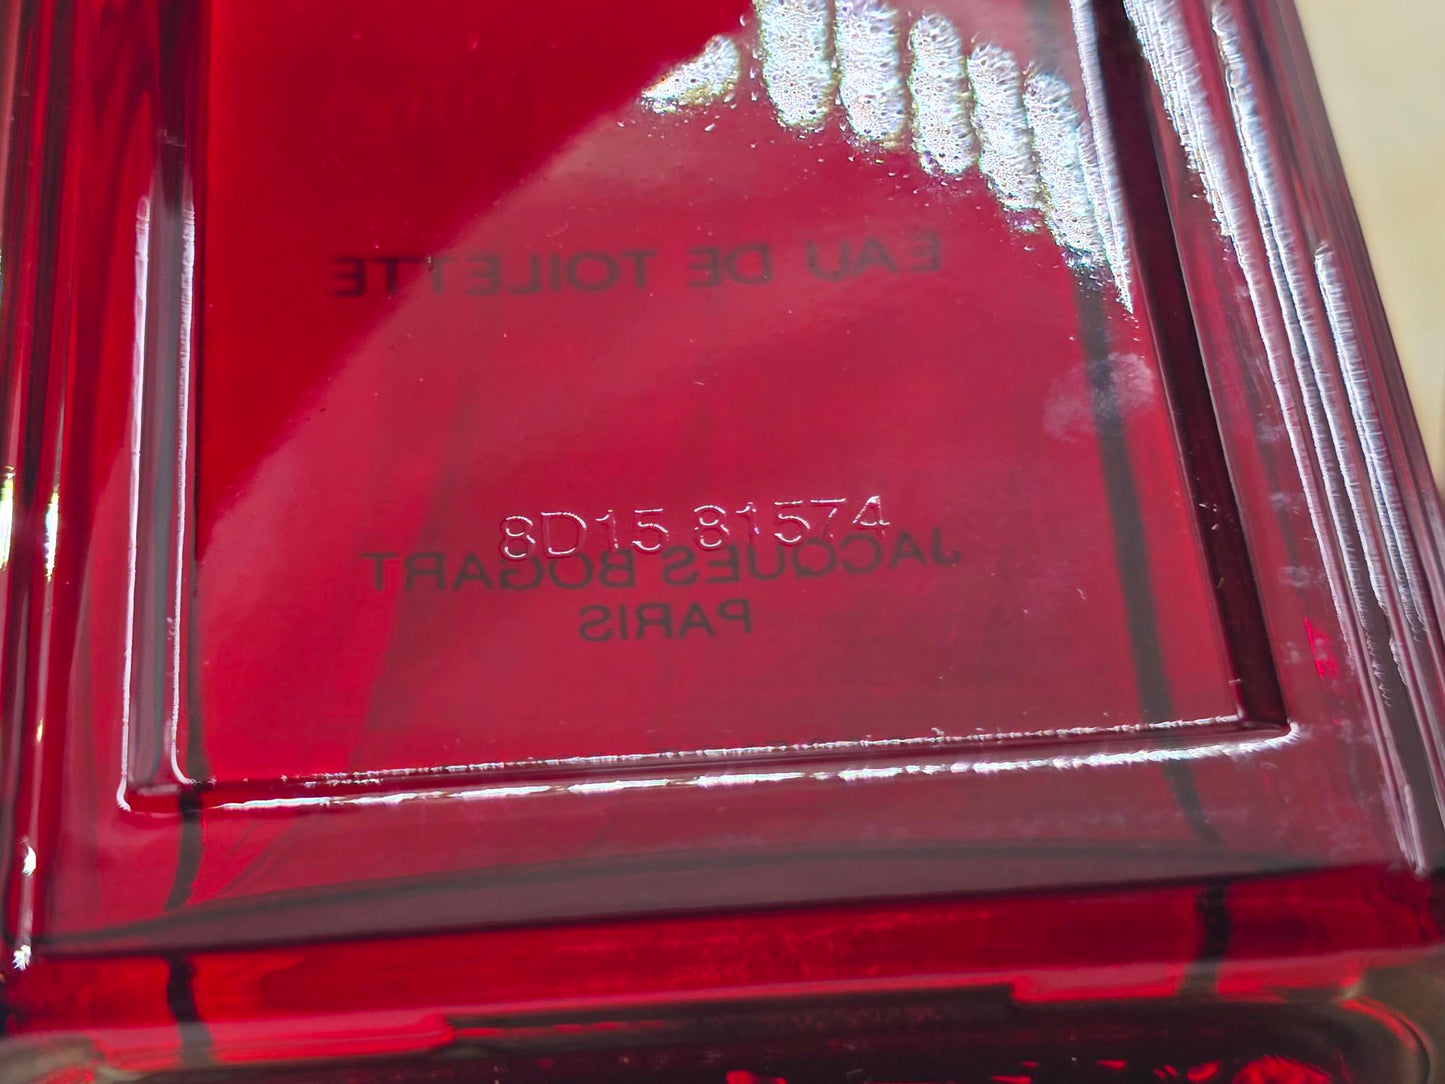 EAU DE TOILETTE
8D15 81574
JACQUES BOGART
PARIS